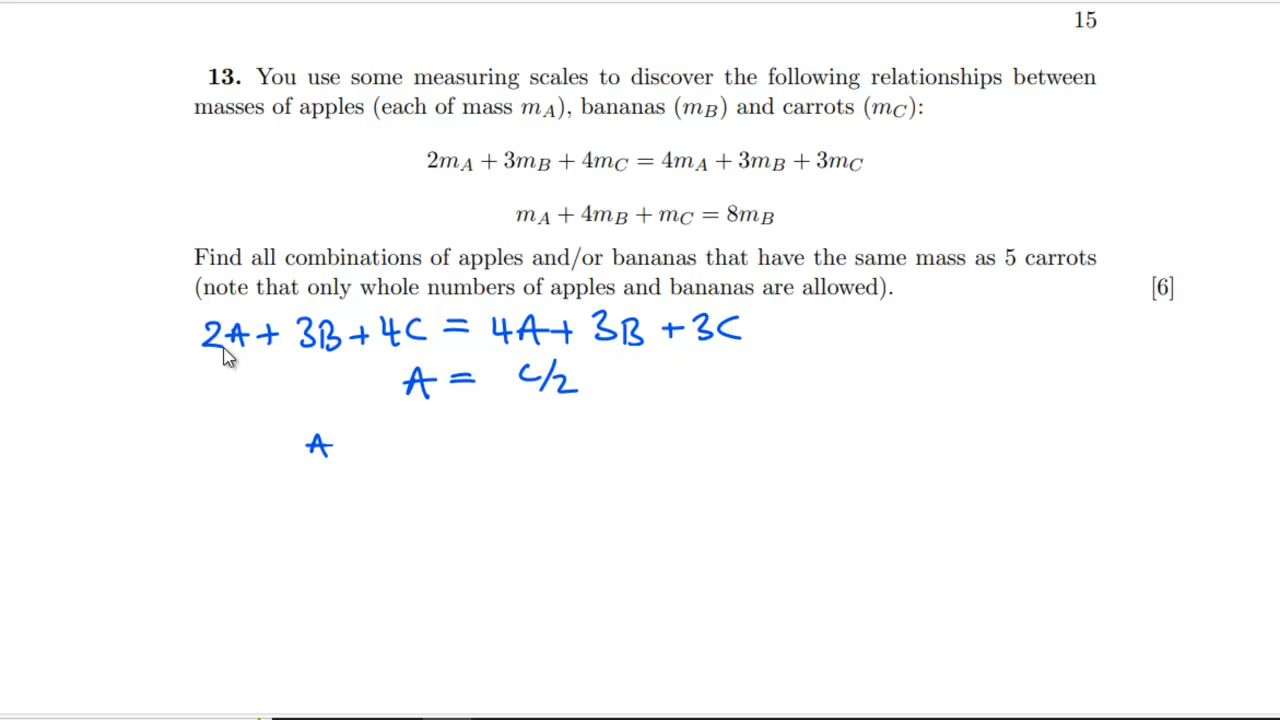 15
13. You use some measuring scales to discover the following relationships between
masses of apples (each of mass m_A), bananas (m_B) and carrots (m_C):
2m_A + 3m_B + 4m_C = 4m_A + 3m_B + 3m_C
m_A + 4m_B + m_C = 8m_B
Find all combinations of apples and/or bananas that have the same mass as 5 carrots
(note that only whole numbers of apples and bananas are allowed). [6]
2A + 3B + 4C = 4A + 3B + 3C
A = C/2
A